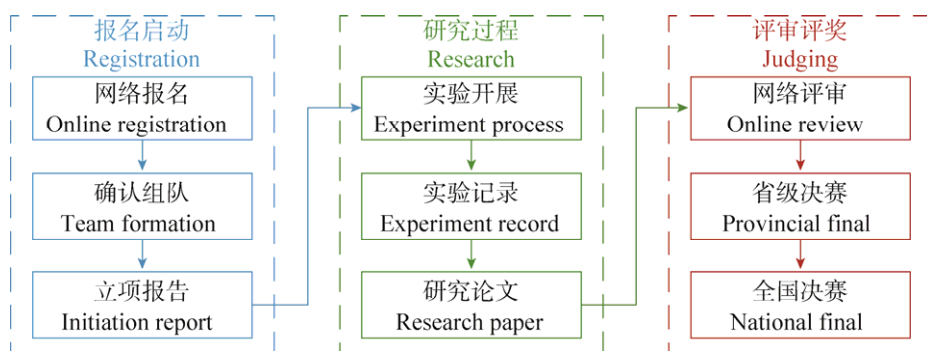 报名启动
Registration
网络报名
Online registration
确认组队
Team formation
立项报告
Initiation report
研究过程
Research
实验开展
Experiment process
实验记录
Experiment record
研究论文
Research paper
评审评奖
Judging
网络评审
Online review
省级决赛
Provincial final
全国决赛
National final